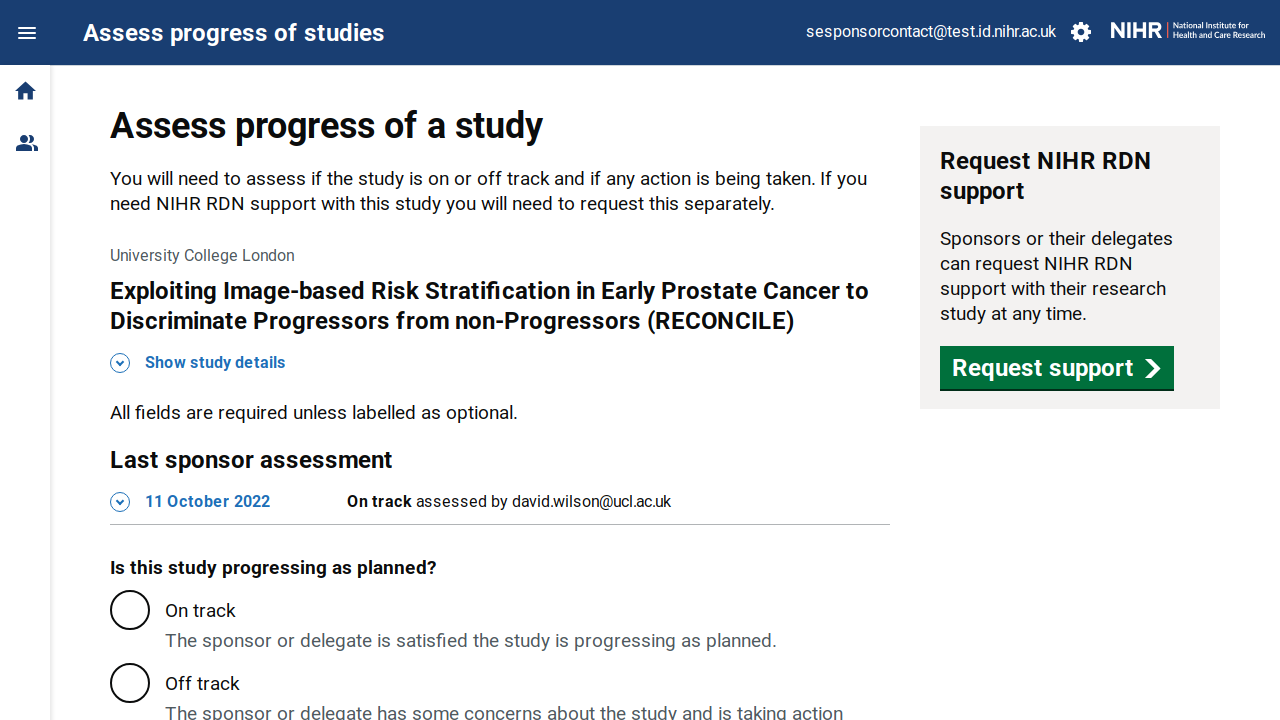 Assess progress of studies
sesponsorcontact@test.id.nihr.ac.uk
NIHR | National Institute for
Health and Care Research
Assess progress of a study
You will need to assess if the study is on or off track and if any action is being taken. If you
need NIHR RDN support with this study you will need to request this separately.
University College London
Exploiting Image-based Risk Stratification in Early Prostate Cancer to
Discriminate Progressors from non-Progressors (RECONCILE)
Show study details
All fields are required unless labelled as optional.
Last sponsor assessment
11 October 2022 On track assessed by david.wilson@ucl.ac.uk
Is this study progressing as planned?
On track
The sponsor or delegate is satisfied the study is progressing as planned.
Off track
The sponsor or delegate has some concerns about the study and is taking action
Request NIHR RDN
support
Sponsors or their delegates
can request NIHR RDN
support with their research
study at any time.
Request support